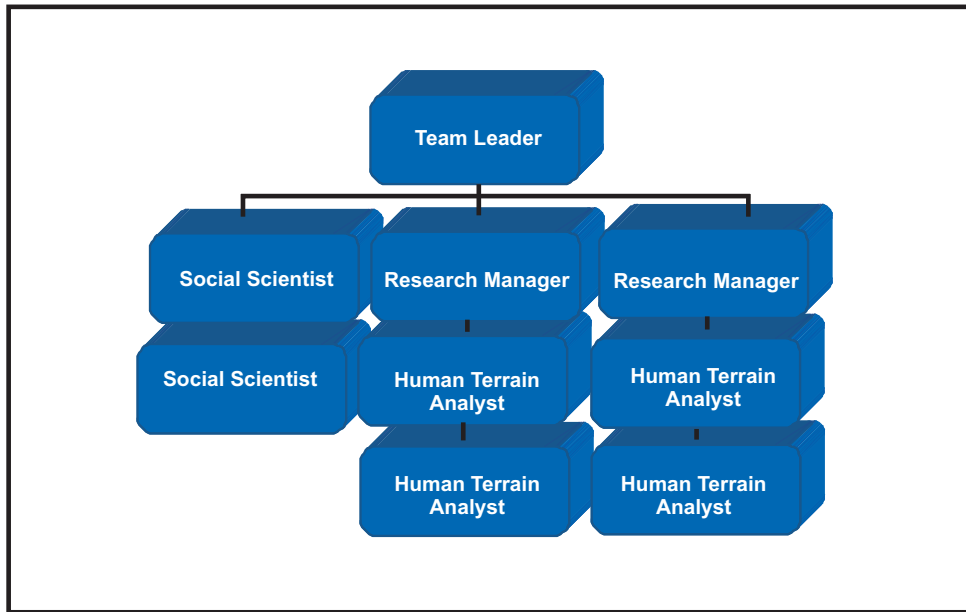 Team Leader
Social Scientist
Research Manager
Research Manager
Social Scientist
Human Terrain
Analyst
Human Terrain
Analyst
Human Terrain
Analyst
Human Terrain
Analyst